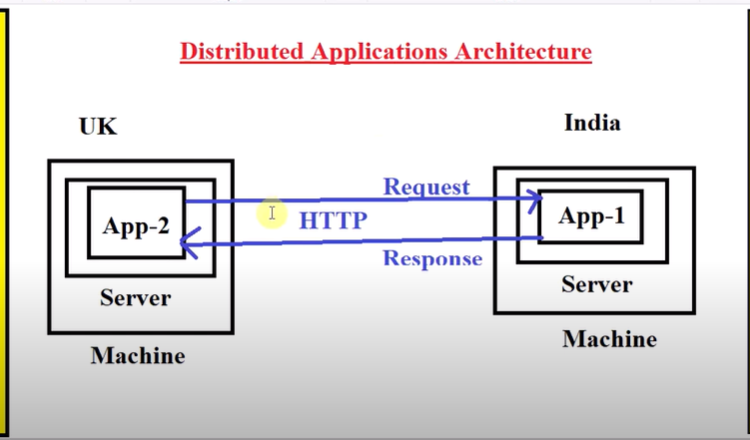 Distributed Applications Architecture
UK
India
Request
App-2
HTTP
App-1
Response
Server
Server
Machine
Machine